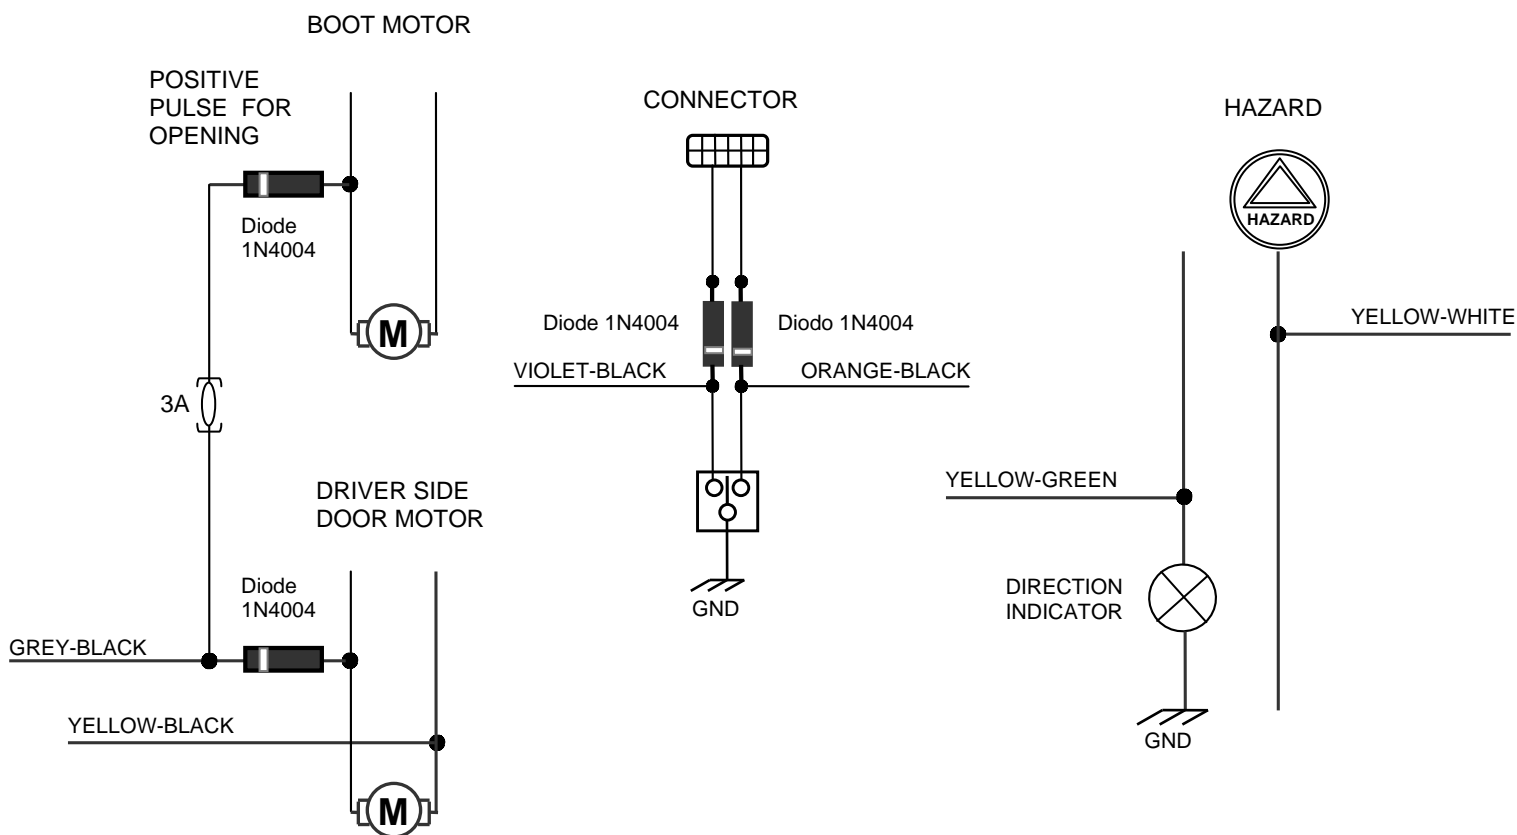 BOOT MOTOR
POSITIVE
PULSE FOR
OPENING
Diode
1N4004
M
3A
DRIVER SIDE
DOOR MOTOR
Diode
1N4004
GREY-BLACK
YELLOW-BLACK
M
CONNECTOR
Diode 1N4004
Diodo 1N4004
VIOLET-BLACK
ORANGE-BLACK
GND
HAZARD
HAZARD
YELLOW-WHITE
YELLOW-GREEN
DIRECTION
INDICATOR
GND